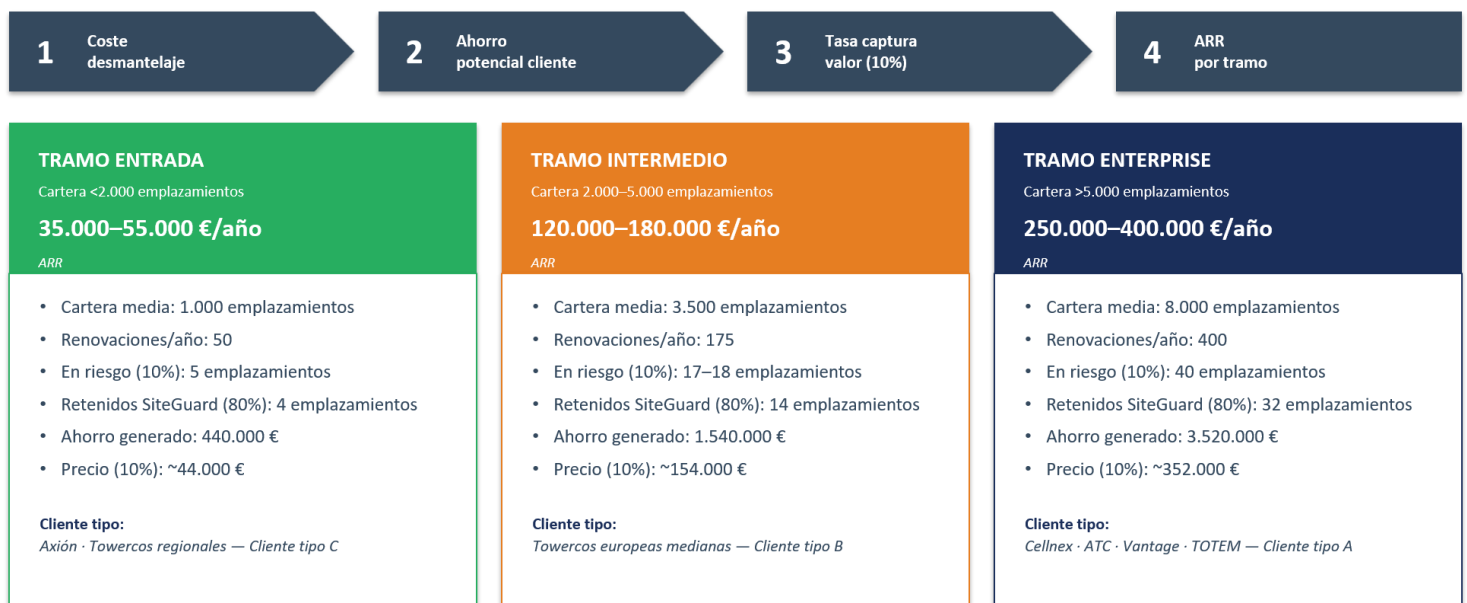 1
Coste
desmantelaje
2
Ahorro
potencial cliente
3
Tasa captura
valor (10%)
4
ARR
por tramo
TRAMO ENTRADA
Cartera <2.000 emplazamientos
35.000–55.000 €/año
ARR
• Cartera media: 1.000 emplazamientos
• Renovaciones/año: 50
• En riesgo (10%): 5 emplazamientos
• Retenidos SiteGuard (80%): 4 emplazamientos
• Ahorro generado: 440.000 €
• Precio (10%): ~44.000 €
Cliente tipo:
Axión · Towercos regionales — Cliente tipo C
TRAMO INTERMEDIO
Cartera 2.000–5.000 emplazamientos
120.000–180.000 €/año
ARR
• Cartera media: 3.500 emplazamientos
• Renovaciones/año: 175
• En riesgo (10%): 17–18 emplazamientos
• Retenidos SiteGuard (80%): 14 emplazamientos
• Ahorro generado: 1.540.000 €
• Precio (10%): ~154.000 €
Cliente tipo:
Towercos europeas medianas — Cliente tipo B
TRAMO ENTERPRISE
Cartera >5.000 emplazamientos
250.000–400.000 €/año
ARR
• Cartera media: 8.000 emplazamientos
• Renovaciones/año: 400
• En riesgo (10%): 40 emplazamientos
• Retenidos SiteGuard (80%): 32 emplazamientos
• Ahorro generado: 3.520.000 €
• Precio (10%): ~352.000 €
Cliente tipo:
Cellnex · ATC · Vantage · TOTEM — Cliente tipo A